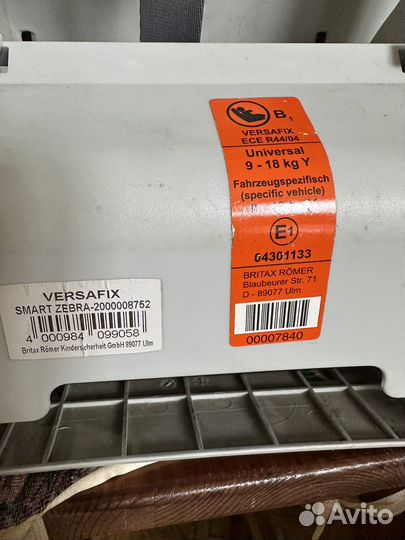 B1
VERSAFIX
ECE R44/04
Universal
9 - 18 kg Y
Fahrzeugspezifisch
(specific vehicle)
E1
04301133
BRITAX RÖMER
Blaubeurer Str. 71
D - 89077 Ulm
00007840
VERSAFIX
SMART ZEBRA-2000008752
4 000984 099058
Britax Römer Kindersicherheit GmbH 89077 Ulm
Avito